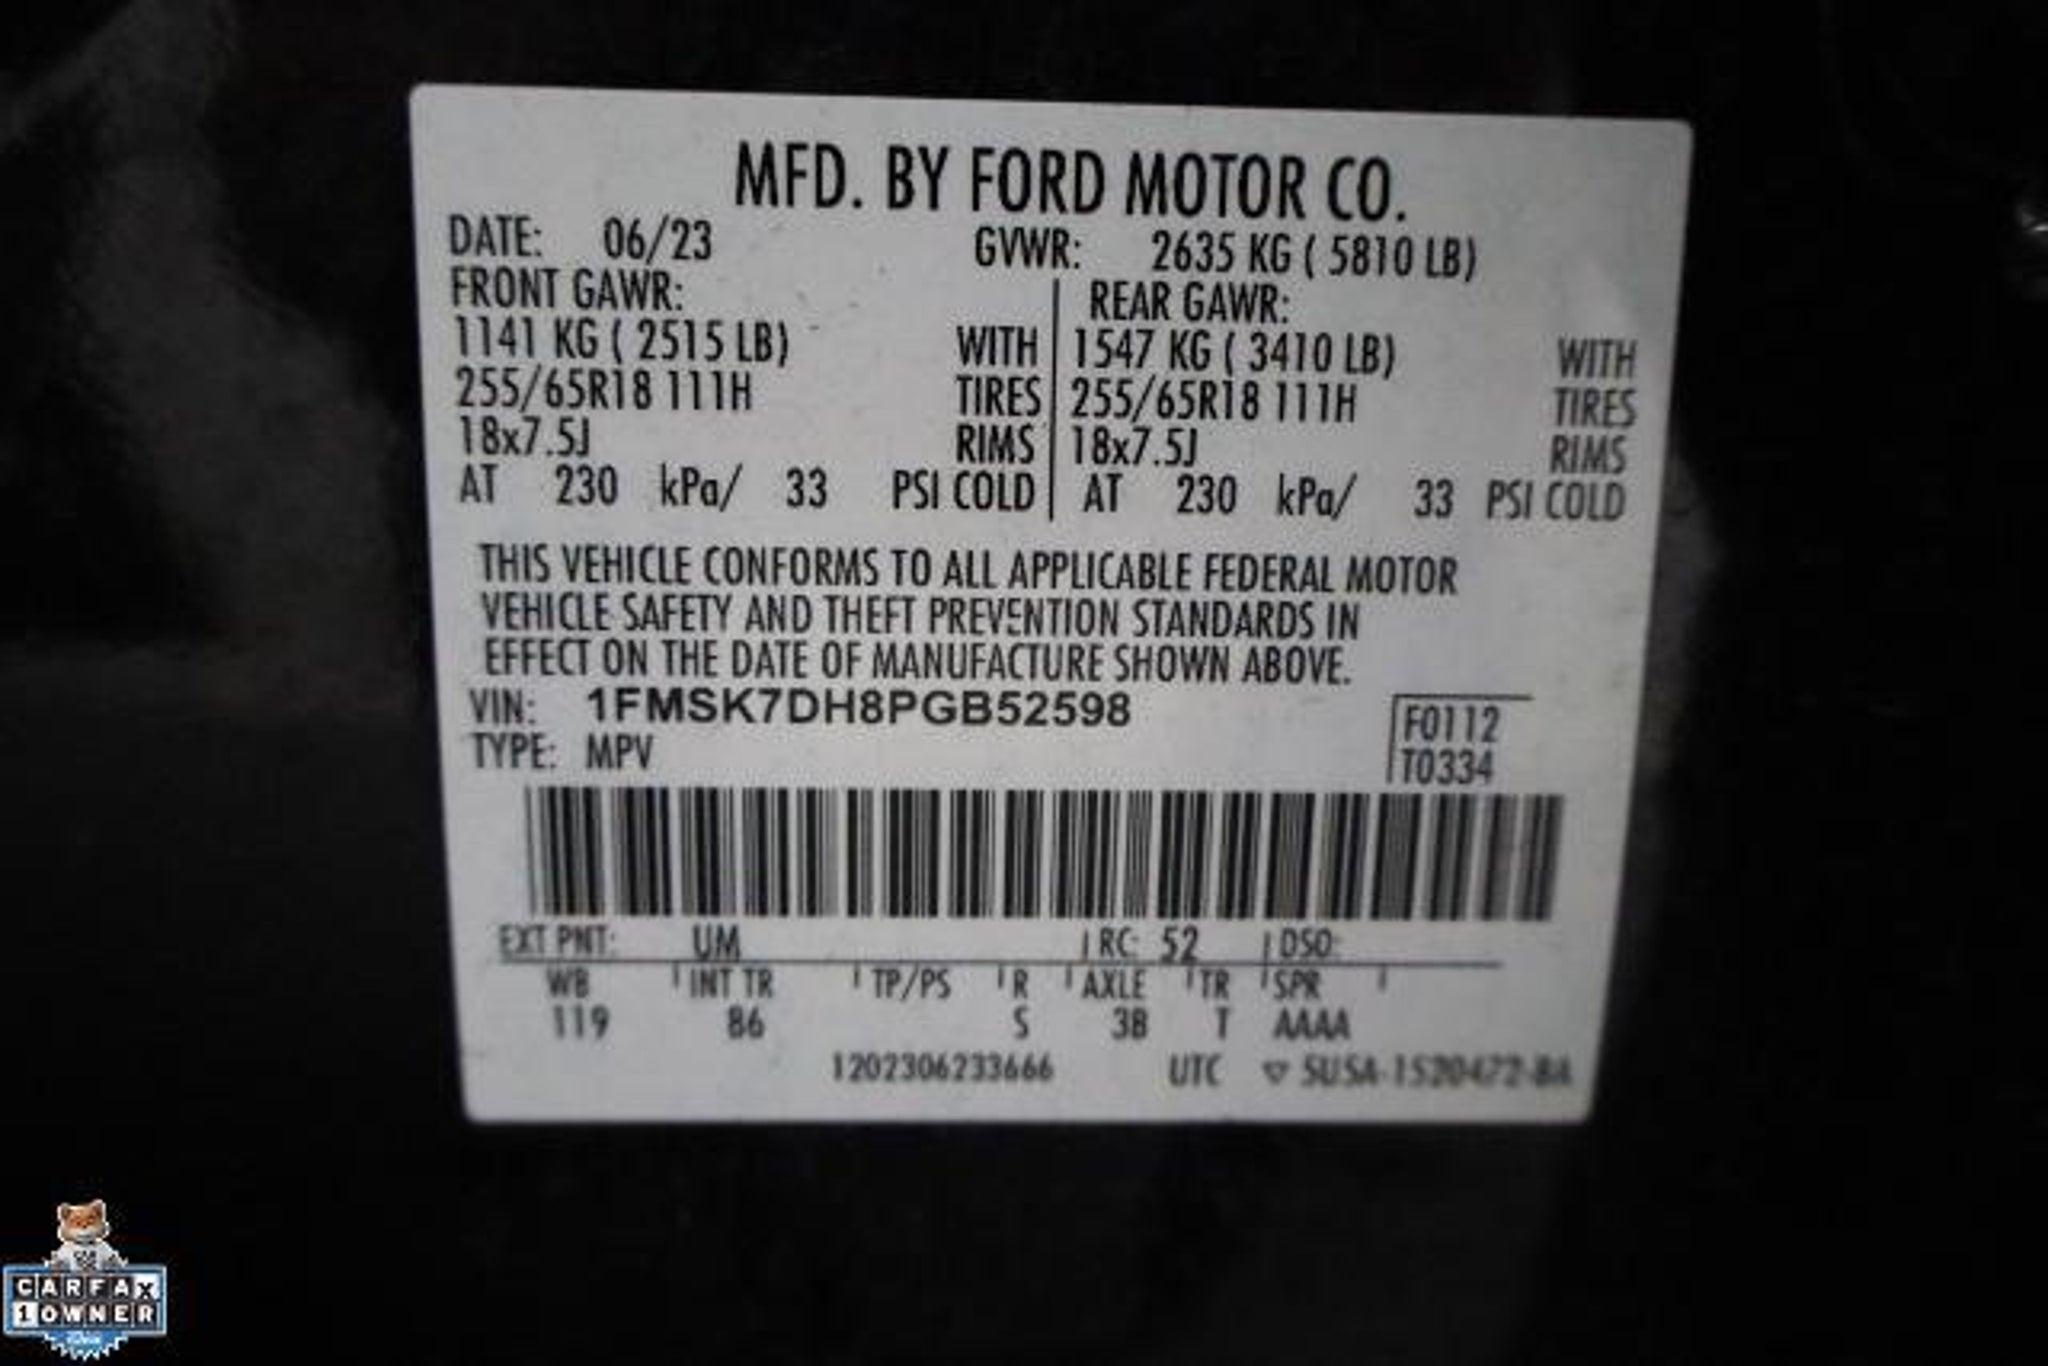 MFD. BY FORD MOTOR CO.
DATE: 06/23 GVWR: 2635 KG ( 5810 LB)
FRONT GAWR: REAR GAWR:
1141 KG ( 2515 LB) WITH 1547 KG ( 3410 LB) WITH
255/65R18 111H TIRES 255/65R18 111H TIRES
18x7.5J RIMS 18x7.5J RIMS
AT 230 kPa/ 33 PSI COLD AT 230 kPa/ 33 PSI COLD
THIS VEHICLE CONFORMS TO ALL APPLICABLE FEDERAL MOTOR
VEHICLE SAFETY AND THEFT PREVENTION STANDARDS IN
EFFECT ON THE DATE OF MANUFACTURE SHOWN ABOVE.
VIN: 1FMSK7DH8PGB52598 F0112
TYPE: MPV T0334
EXT PNT: UM RC: 52 DSO:
WB INT TR TP/PS R AXLE TR SPR
119 86 S 3B T AAAA
1202306233666 UTC ▽ 5U5A-1520472-BA
CARFAX
1 OWNER